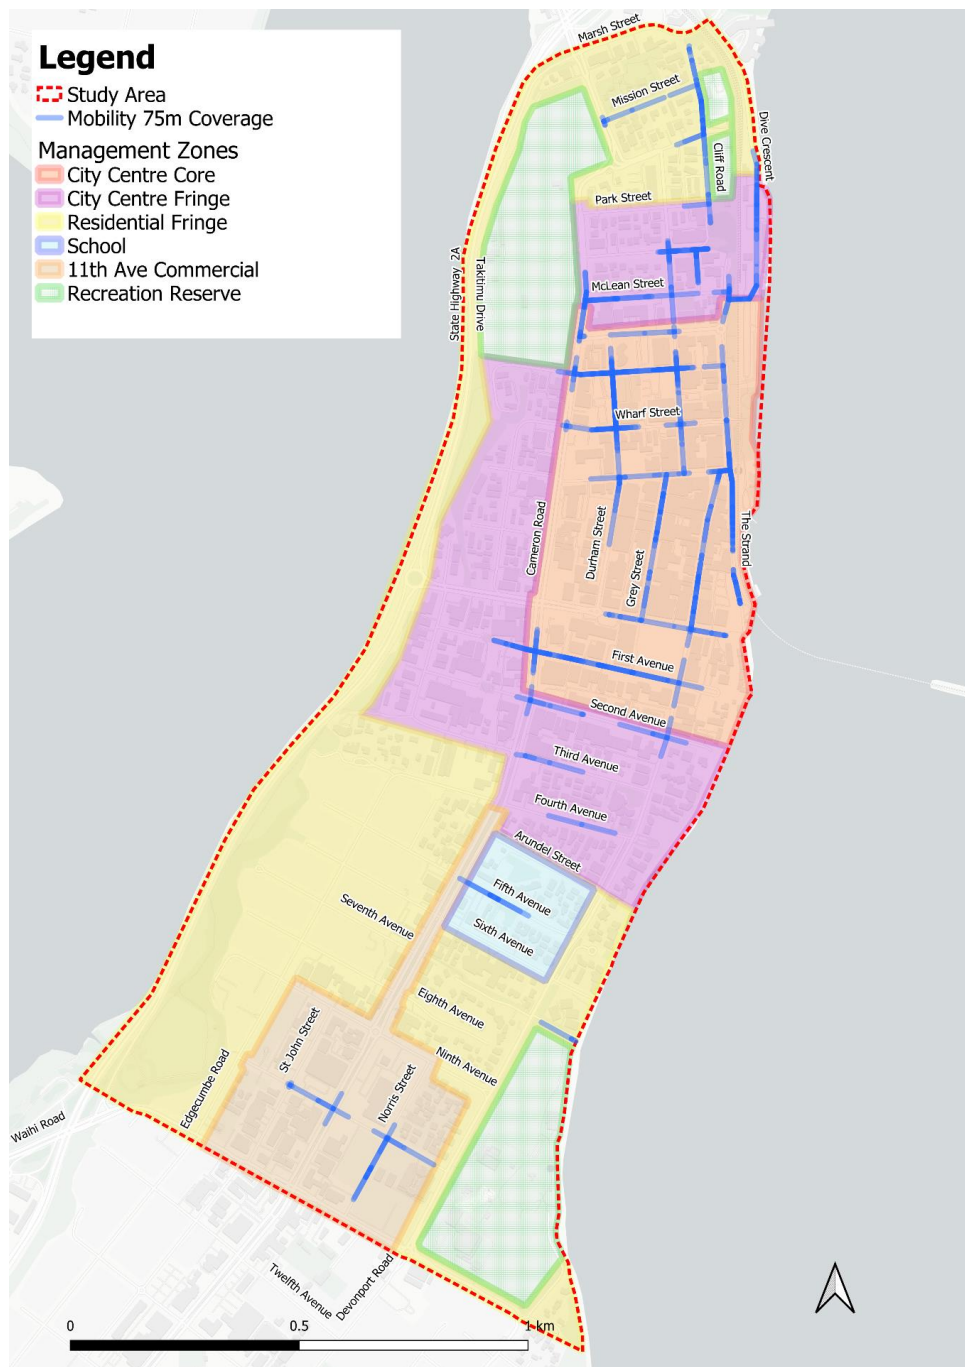 Legend
Study Area
Mobility 75m Coverage
Management Zones
City Centre Core
City Centre Fringe
Residential Fringe
School
11th Ave Commercial
Recreation Reserve
Marsh Street
Mission Street
Dive Crescent
Cliff Road
Park Street
State Highway 2A
Takitimu Drive
McLean Street
Wharf Street
Cameron Road
Durham Street
Grey Street
The Strand
First Avenue
Second Avenue
Third Avenue
Fourth Avenue
Arundel Street
Fifth Avenue
Seventh Avenue
Sixth Avenue
Eighth Avenue
St John Street
Ninth Avenue
Edgecumbe Road
Norris Street
Waihi Road
Twelfth Avenue
Devonport Road
0 0.5 1 km